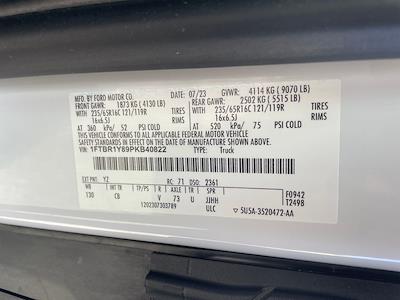 MFD. BY FORD MOTOR CO. 07/23 GVWR: 4114 KG ( 9070 LB)
FRONT GAWR: 1873 KG ( 4130 LB) REAR GAWR: 2502 KG ( 5515 LB)
WITH WITH
235/65R16C 121/119R TIRES 235/65R16C 121/119R TIRES
16x6.5J RIMS 16x6.5J RIMS
AT 360 kPa/ 52 PSI COLD AT 520 kPa/ 75 PSI COLD
THIS VEHICLE CONFORMS TO ALL APPLICABLE FEDERAL MOTOR VEHICLE
SAFETY STANDARDS IN EFFECT ON THE DATE OF MANUFACTURE SHOWN ABOVE.
VIN: 1FTBR1Y89PKB40822 TYPE: Truck
EXT PNT: YZ RC: 71 DSO: 2361
WB INT TR TP/PS R AXLE TR SPR F0942
130 CB V 73 U JJHH T2498
1202307303789 ULC 5U5A-3520472-AA